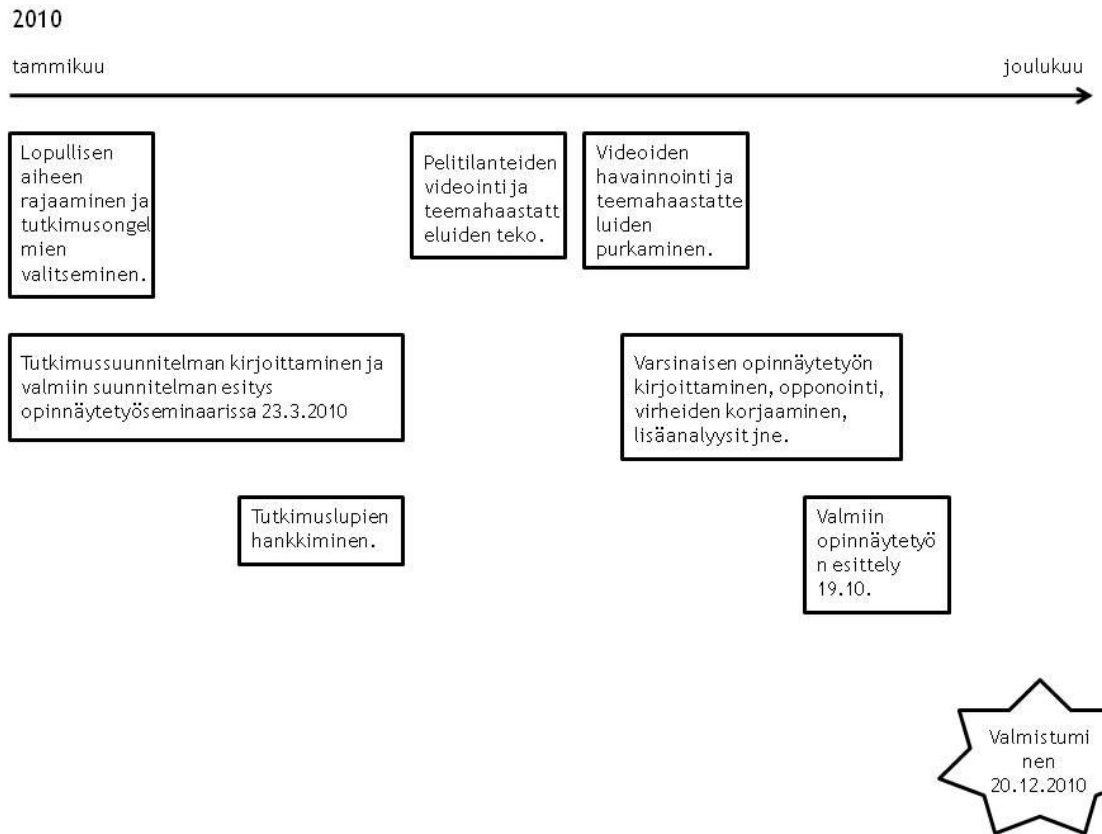 2010
tammikuu
joulukuu
Lopullisen
aiheen
rajaaminen ja
tutkimusongel
mien
valitseminen.
Pelitilanteiden
videointi ja
teemahaastatt
eluiden teko.
Videoiden
havainnointi ja
teemahaastatte
luiden
purkaminen.
Tutkimussuunnitelman kirjoittaminen ja
valmiin suunnitelman esitys
opinnäytetyöseminaarissa 23.3.2010
Varsinaisen opinnäytetyön
kirjoittaminen, opponointi,
virheiden korjaaminen,
lisäanalyysit jne.
Tutkimuslupien
hankkiminen.
Valmiin
opinnäytetyö
n esittely
19.10.
Valmistumi
nen
20.12.2010